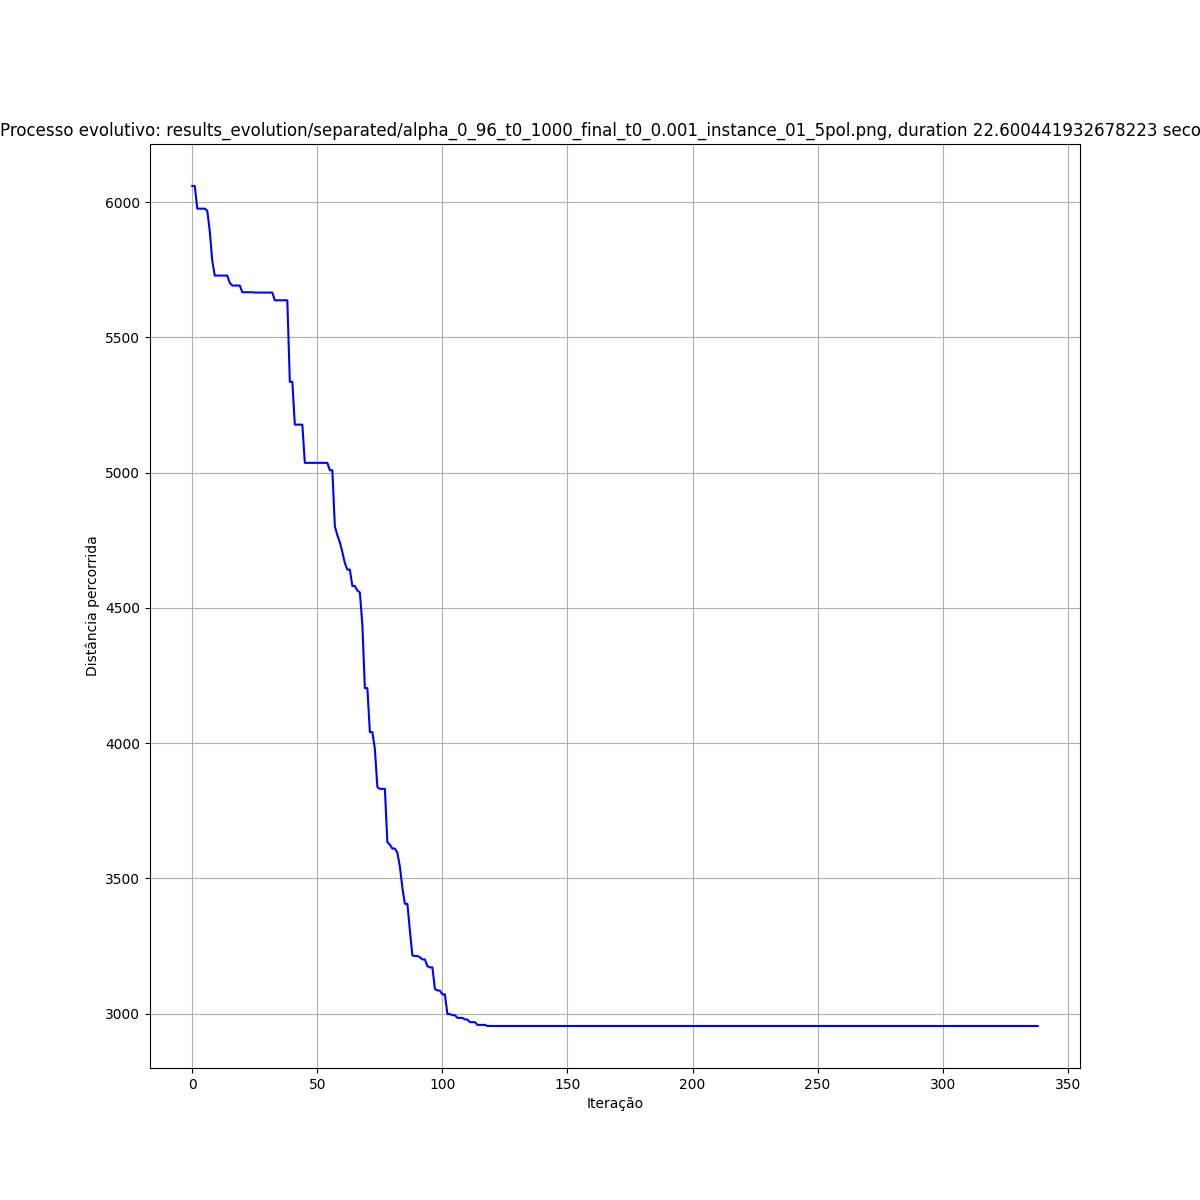 Processo evolutivo: results_evolution/separated/alpha_0_96_t0_1000_final_t0_0.001_instance_01_5pol.png, duration 22.600441932678223 seco
6000
5500
5000
4500
4000
3500
3000
Distância percorrida
0 50 100 150 200 250 300 350
Iteração